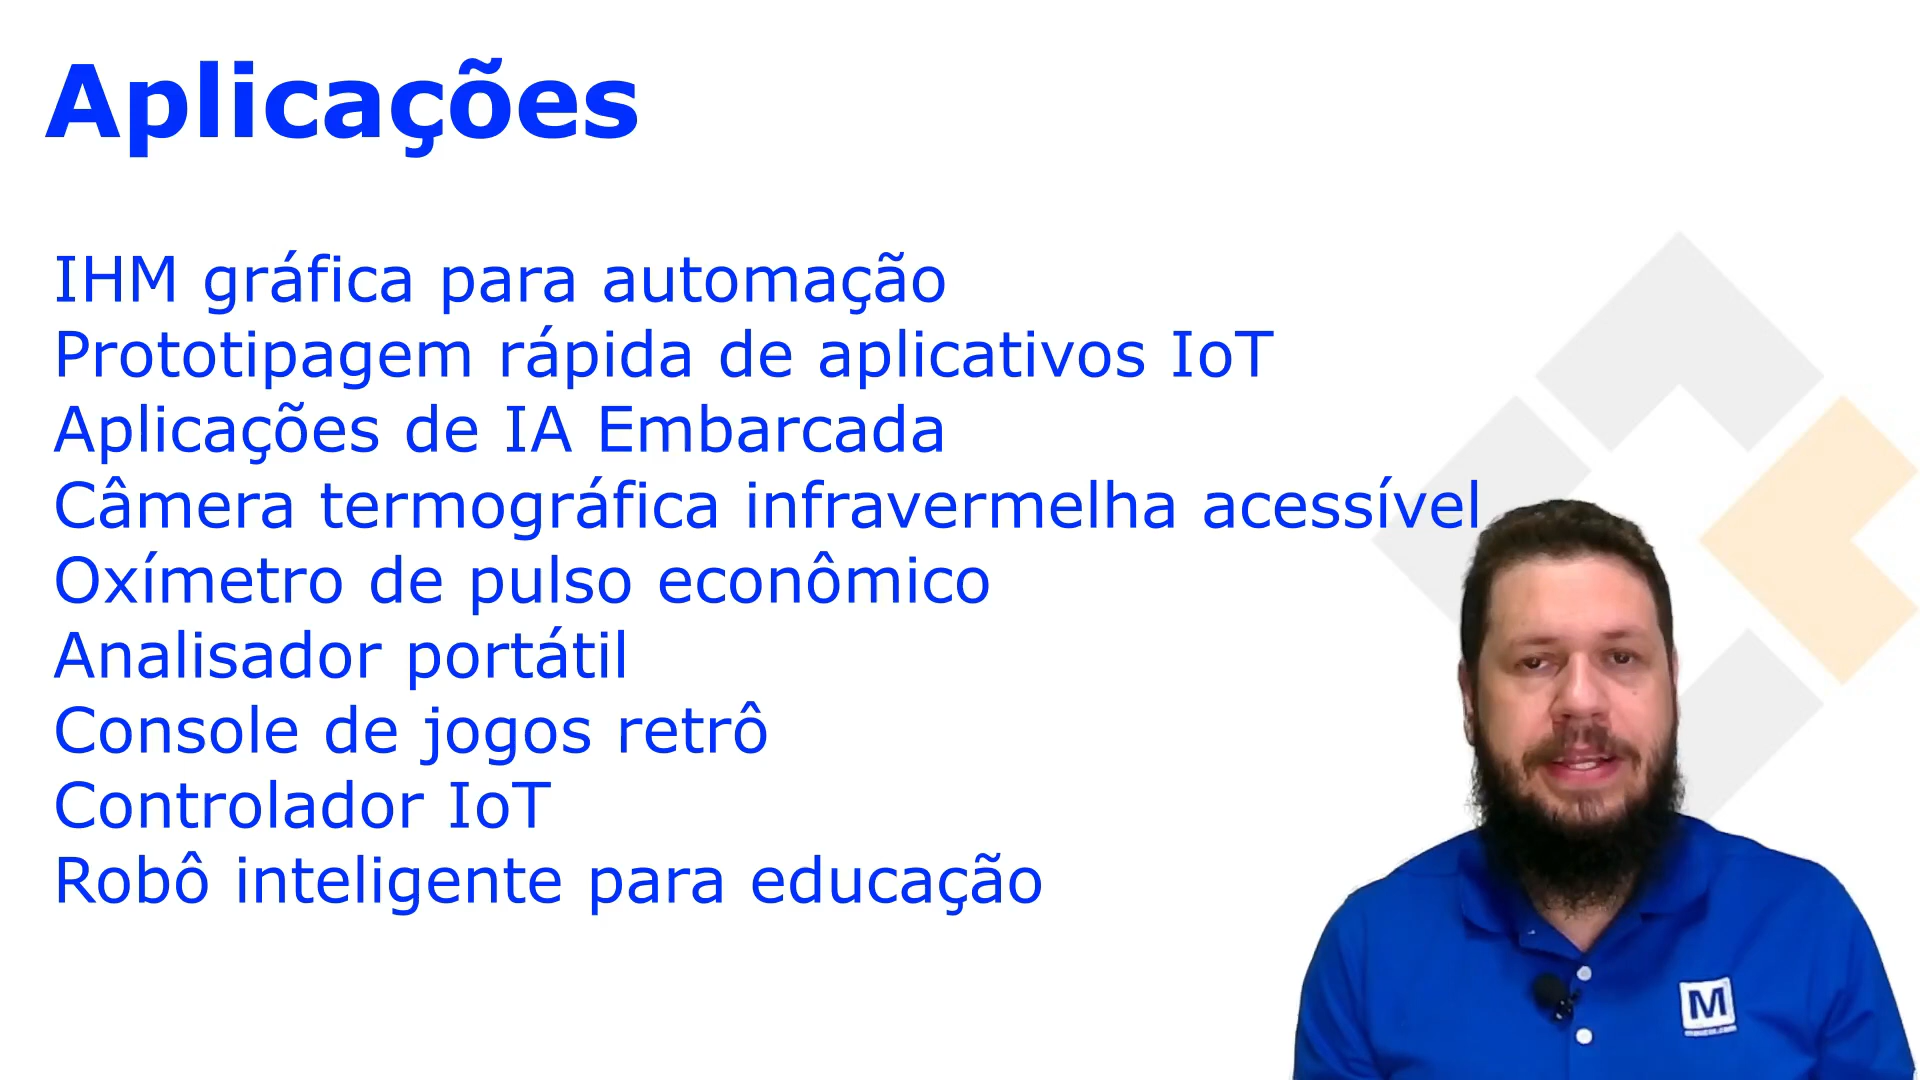 Aplicações
IHM gráfica para automação
Prototipagem rápida de aplicativos IoT
Aplicações de IA Embarcada
Câmera termográfica infravermelha acessível
Oxímetro de pulso econômico
Analisador portátil
Console de jogos retrô
Controlador IoT
Robô inteligente para educação
M